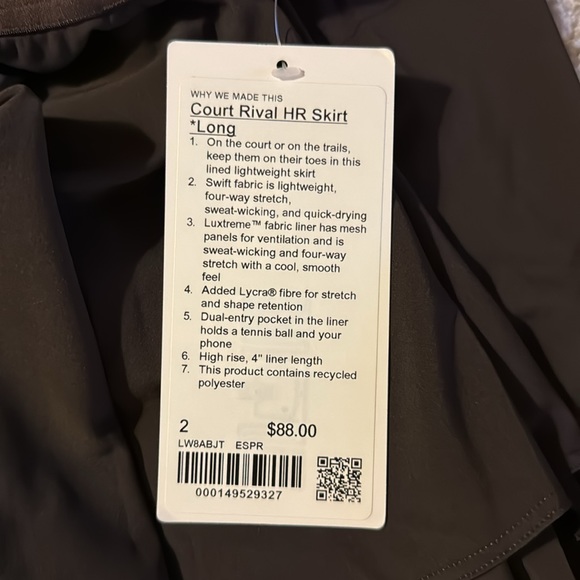 WHY WE MADE THIS
Court Rival HR Skirt
*Long
1. On the court or on the trails,
keep them on their toes in this
lined lightweight skirt
2. Swift fabric is lightweight,
four-way stretch,
sweat-wicking, and quick-drying
3. Luxtreme™ fabric liner has mesh
panels for ventilation and is
sweat-wicking and four-way
stretch with a cool, smooth
feel
4. Added Lycra® fibre for stretch
and shape retention
5. Dual-entry pocket in the liner
holds a tennis ball and your
phone
6. High rise, 4" liner length
7. This product contains recycled
polyester
2 $88.00
LW8ABJT ESPR
000149529327